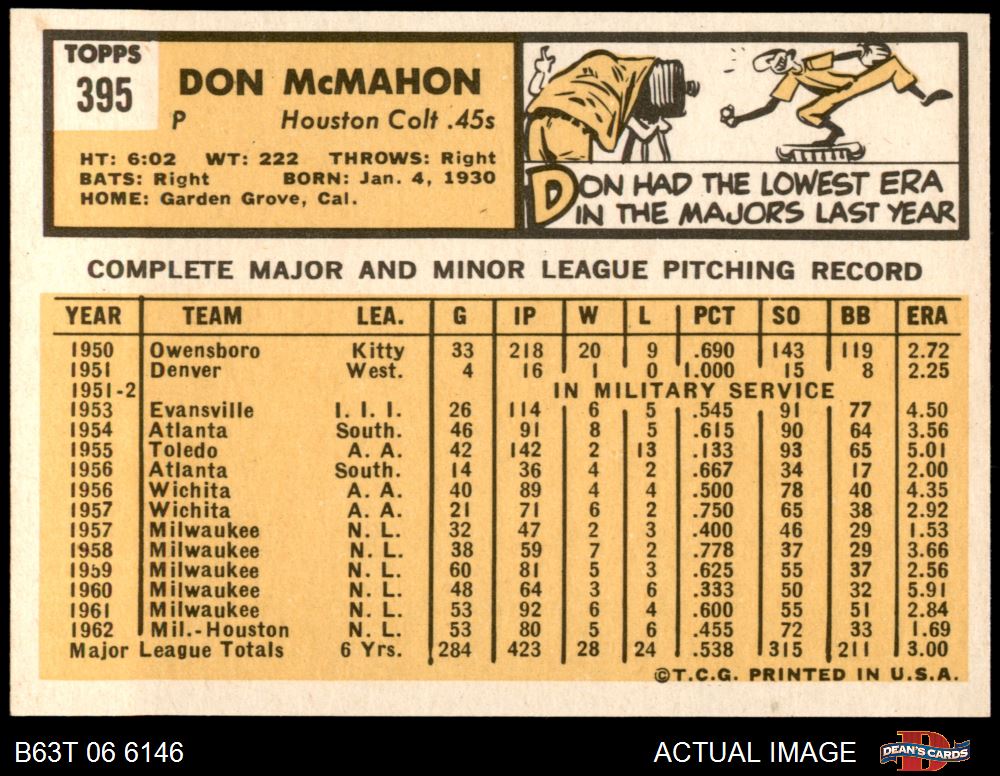 TOPPS
395
DON McMAHON
P Houston Colt .45s
HT: 6:02 WT: 222 THROWS: Right
BATS: Right BORN: Jan. 4, 1930
HOME: Garden Grove, Cal.
DON HAD THE LOWEST ERA
IN THE MAJORS LAST YEAR
COMPLETE MAJOR AND MINOR LEAGUE PITCHING RECORD
YEAR TEAM LEA. G IP W L PCT SO BB ERA
1950 Owensboro Kitty 33 218 20 9 .690 143 119 2.72
1951 Denver West. 4 16 1 0 1.000 15 8 2.25
1951-2 IN MILITARY SERVICE
1953 Evansville I. I. I. 26 114 6 5 .545 91 77 4.50
1954 Atlanta South. 46 91 8 5 .615 90 64 3.56
1955 Toledo A. A. 42 142 2 13 .133 93 65 5.01
1956 Atlanta South. 14 36 4 2 .667 34 17 2.00
1956 Wichita A. A. 40 89 4 4 .500 78 40 4.35
1957 Wichita A. A. 21 71 6 2 .750 65 38 2.92
1957 Milwaukee N. L. 32 47 2 3 .400 46 29 1.53
1958 Milwaukee N. L. 38 59 7 2 .778 37 29 3.66
1959 Milwaukee N. L. 60 81 5 3 .625 55 37 2.56
1960 Milwaukee N. L. 48 64 3 6 .333 50 32 5.91
1961 Milwaukee N. L. 53 92 6 4 .600 55 51 2.84
1962 Mil.-Houston N. L. 53 80 5 6 .455 72 33 1.69
Major League Totals 6 Yrs. 284 423 28 24 .538 315 211 3.00
©T.C.G. PRINTED IN U.S.A.
B63T 06 6146 ACTUAL IMAGE DEAN'S CARDS